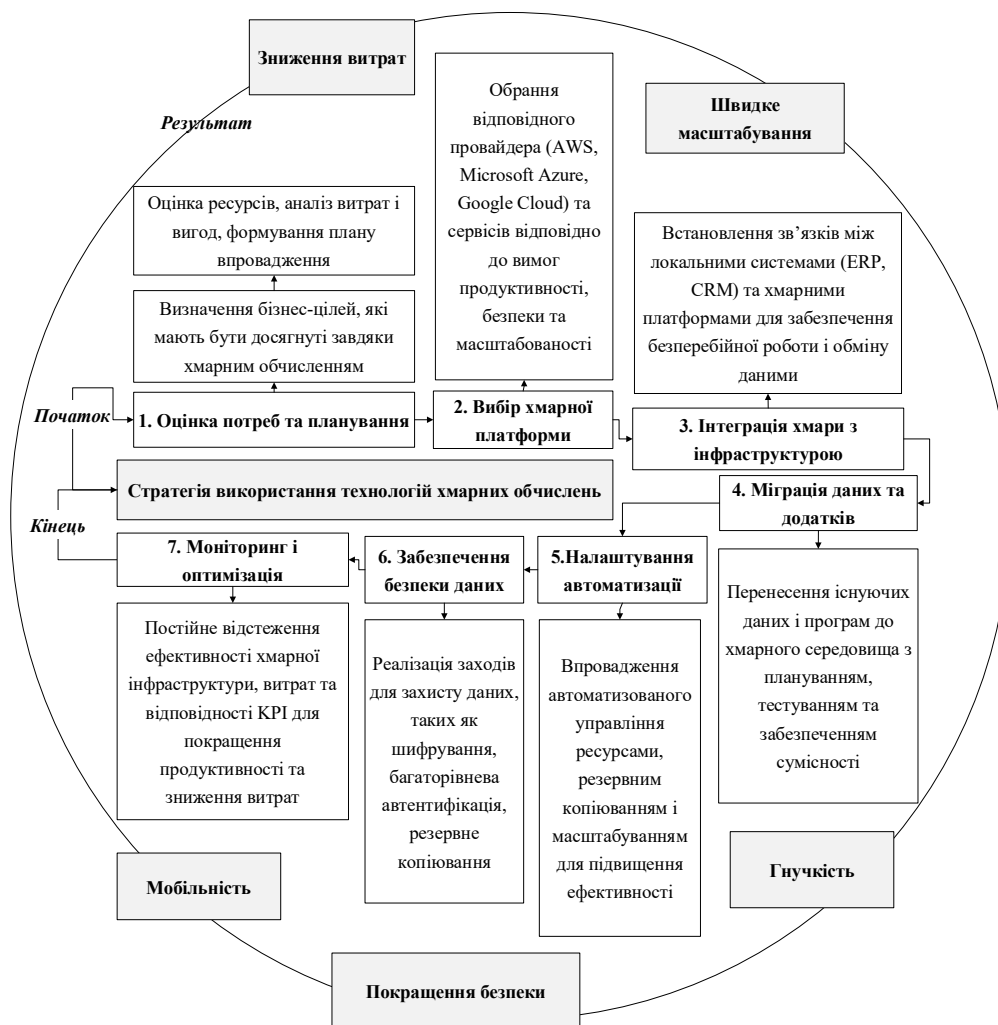 Зниження витрат
Результат
Швидке
масштабування
Обрання
відповідного
провайдера (AWS,
Microsoft Azure,
Google Cloud) та
сервісів відповідно
до вимог
продуктивності,
безпеки та
масштабованості
Оцінка ресурсів, аналіз витрат і
вигод, формування плану
впровадження
Визначення бізнес-цілей, які
мають бути досягнуті завдяки
хмарним обчисленням
Встановлення зв’язків між
локальними системами (ERP,
CRM) та хмарними
платформами для забезпечення
безперебійної роботи і обміну
даними
Початок
1. Оцінка потреб та планування
2. Вибір хмарної
платформи
3. Інтеграція хмари з
інфраструктурою
Стратегія використання технологій хмарних обчислень
4. Міграція даних та
додатків
Кінець
7. Моніторинг і
оптимізація
6. Забезпечення
безпеки даних
5.Налаштування
автоматизації
Постійне відстеження
ефективності хмарної
інфраструктури, витрат та
відповідності KPI для
покращення
продуктивності та
зниження витрат
Реалізація заходів
для захисту даних,
таких як
шифрування,
багаторівнева
автентифікація,
резервне
копіювання
Впровадження
автоматизованого
управління
ресурсами,
резервним
копіюванням і
масштабуванням
для підвищення
ефективності
Перенесення існуючих
даних і програм до
хмарного середовища з
плануванням,
тестуванням та
забезпеченням
сумісності
Мобільність
Гнучкість
Покращення безпеки